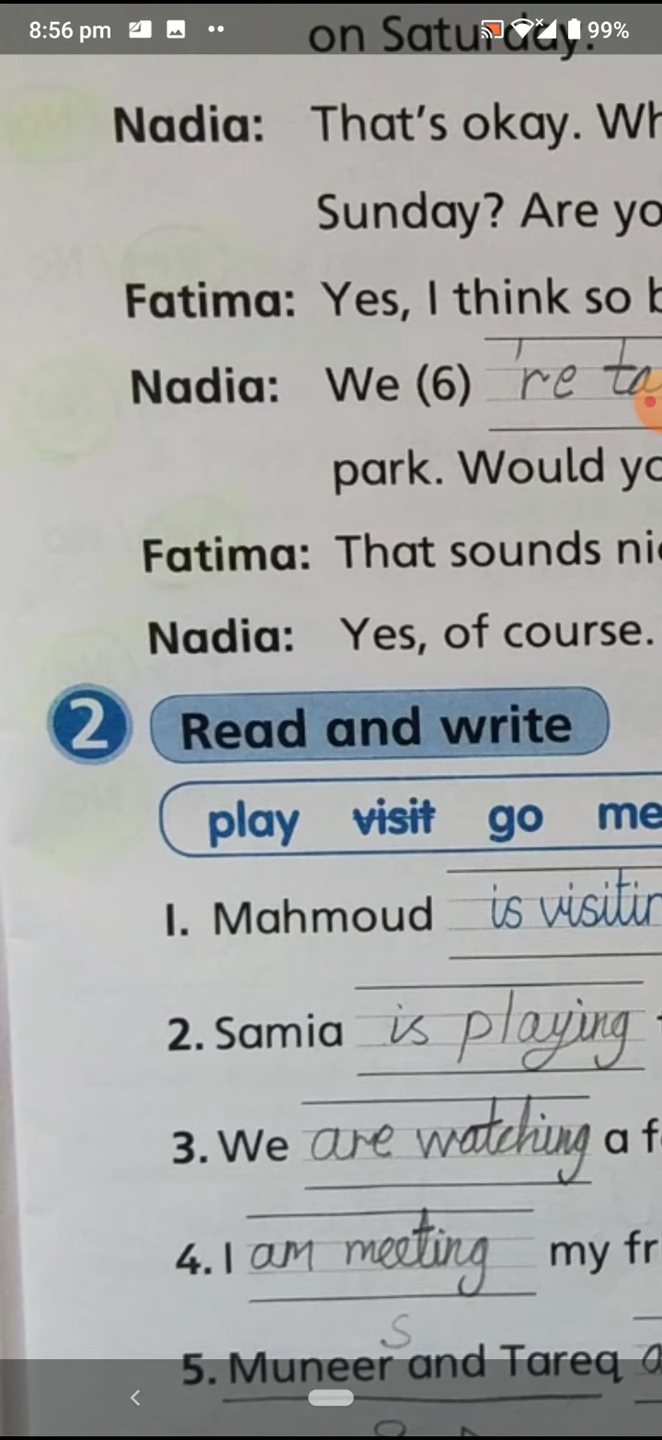 8:56 pm 99%
on Saturday.
Nadia: That's okay. Wh
Sunday? Are yo
Fatima: Yes, I think so b
Nadia: We (6) 're ta
park. Would yo
Fatima: That sounds ni
Nadia: Yes, of course.
2 Read and write
play visit go me
1. Mahmoud is visitin
2. Samia is playing
3. We are watching a f
4. I am meeting my fr
S
5. Muneer and Tareq a